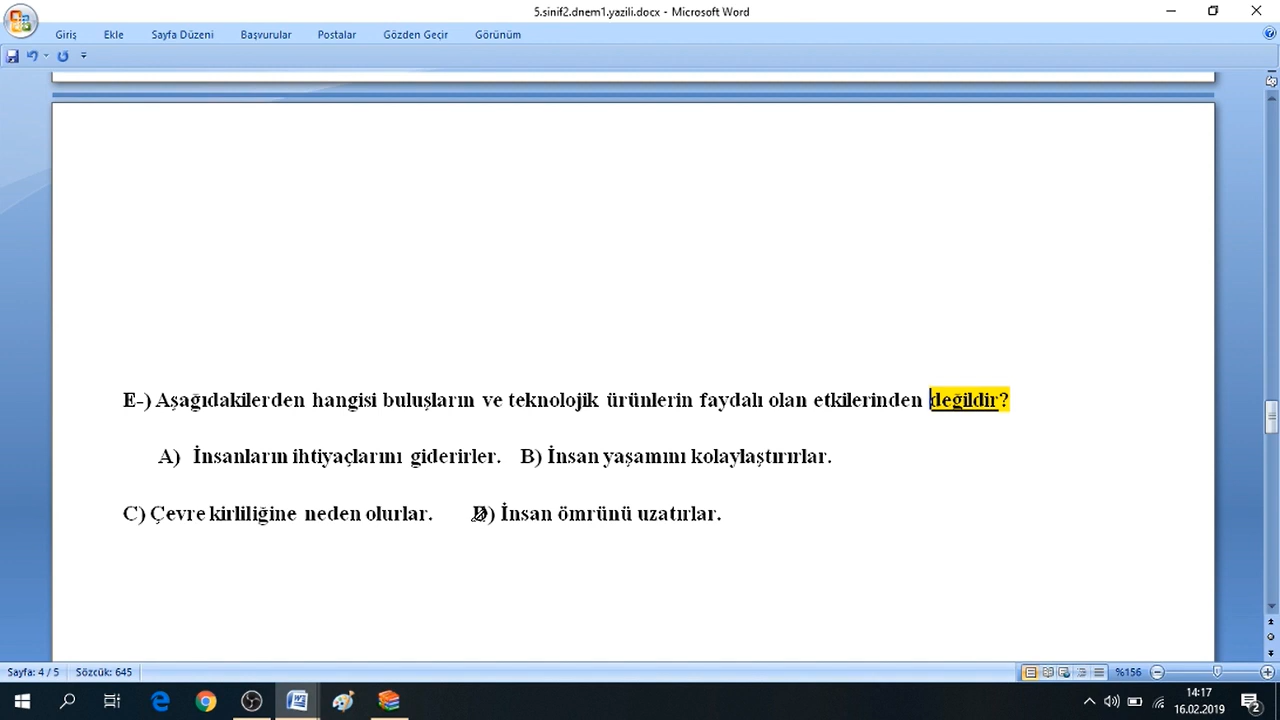 5.sinif2.dnem1.yazili.docx - Microsoft Word
Giriş Ekle Sayfa Düzeni Başvurular Postalar Gözden Geçir Görünüm
E-) Aşağıdakilerden hangisi buluşların ve teknolojik ürünlerin faydalı olan etkilerinden değildir?
A) İnsanların ihtiyaçlarını giderirler. B) İnsan yaşamını kolaylaştırırlar.
C) Çevre kirliliğine neden olurlar. D) İnsan ömrünü uzatırlar.
Sayfa: 4 / 5 Sözcük: 645 %156
14:17
16.02.2019 2